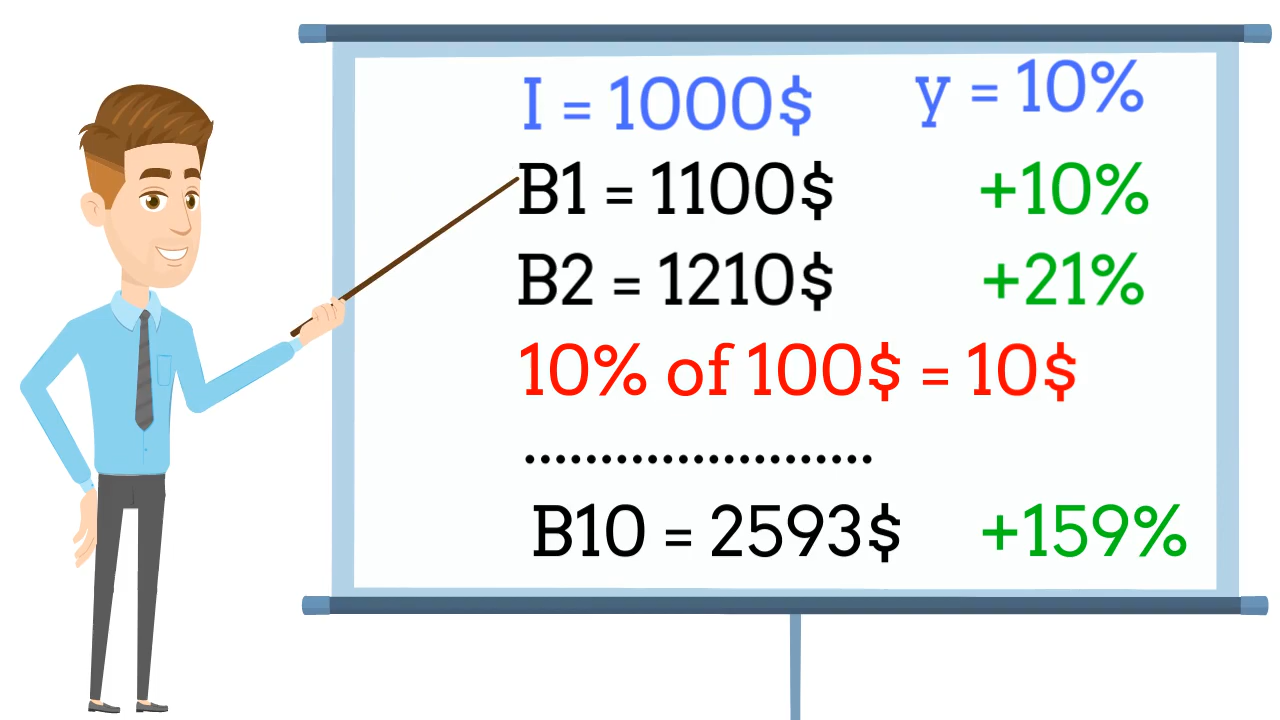 I = 1000$ y = 10%
B1 = 1100$ +10%
B2 = 1210$ +21%
10% of 100$ = 10$
.......................
B10 = 2593$ +159%